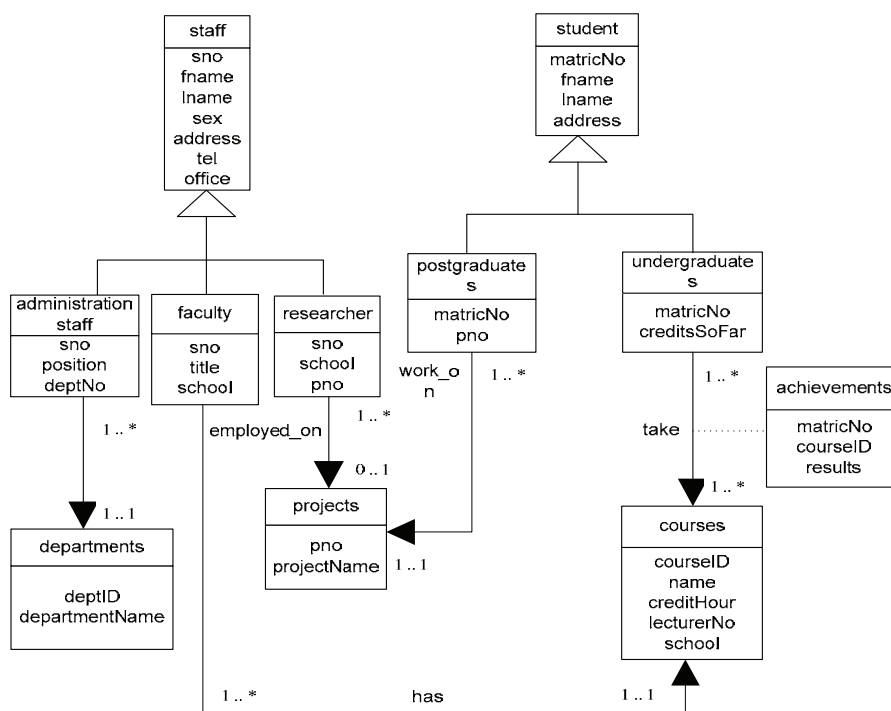 staff
sno
fname
lname
sex
address
tel
office
student
matricNo
fname
lname
address
administration
staff
sno
position
deptNo
faculty
sno
title
school
researcher
sno
school
pno
postgraduate
s
matricNo
pno
undergraduate
s
matricNo
creditsSoFar
achievements
matricNo
courseID
results
1 .. *
employed_on
1 .. *
work_o
n
1 .. *
1 .. *
take
1 .. 1
0 .. 1
1 .. 1
1 .. *
departments
deptID
departmentName
projects
pno
projectName
courses
courseID
name
creditHour
lecturerNo
school
1 .. *
has
1 .. 1